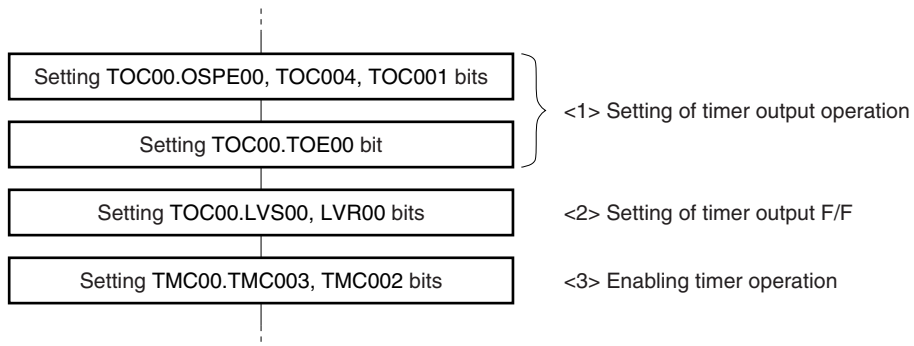 Setting TOC00.OSPE00, TOC004, TOC001 bits
<1> Setting of timer output operation
Setting TOC00.TOE00 bit
Setting TOC00.LVS00, LVR00 bits
<2> Setting of timer output F/F
Setting TMC00.TMC003, TMC002 bits
<3> Enabling timer operation